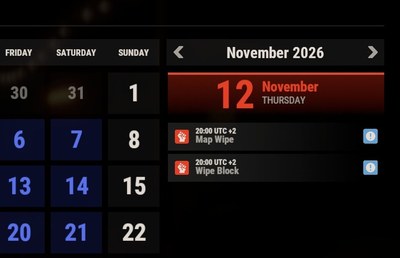 FRIDAY SATURDAY SUNDAY
30 31 1
6 7 8
13 14 15
20 21 22
November 2026
12 November
THURSDAY
20:00 UTC +2
Map Wipe
20:00 UTC +2
Wipe Block